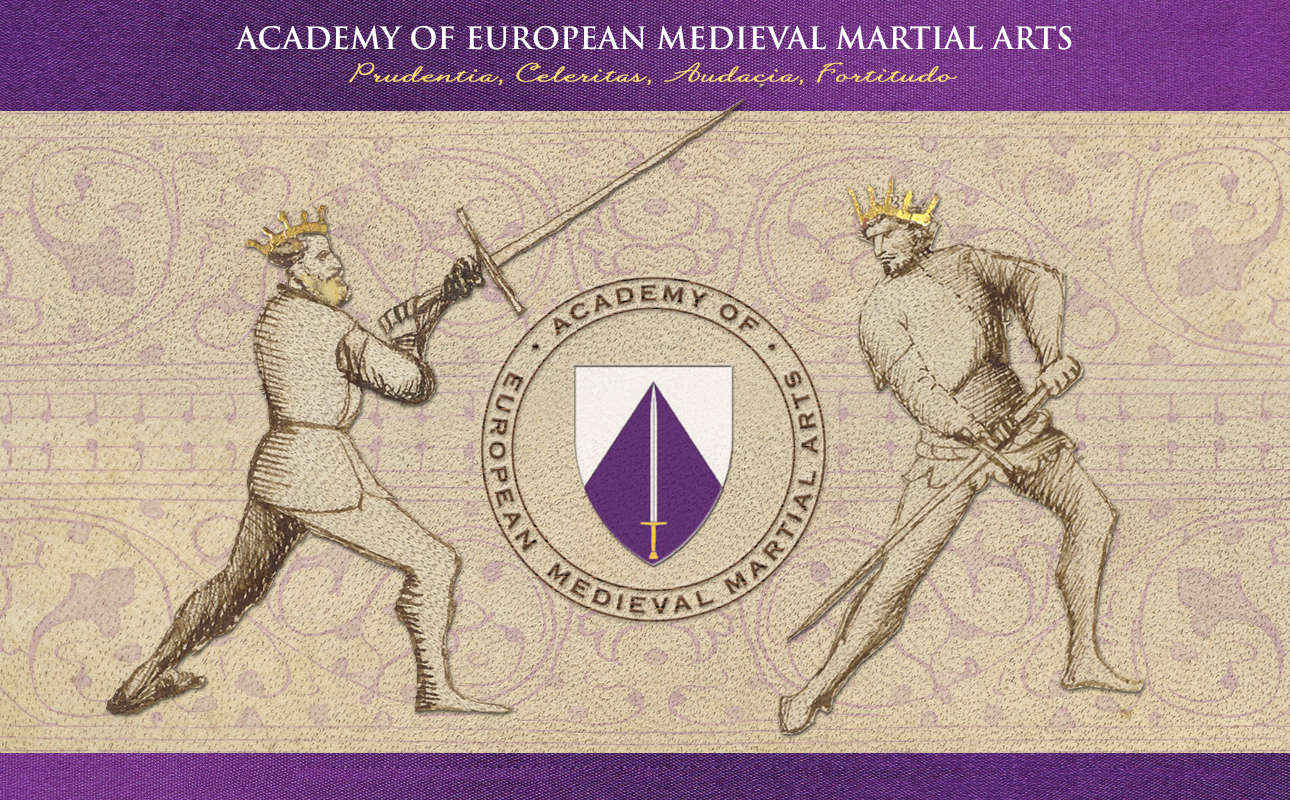 ACADEMY OF EUROPEAN MEDIEVAL MARTIAL ARTS
Prudentia, Celeritas, Audaçia, Fortitudo
• ACADEMY OF •
EUROPEAN MEDIEVAL MARTIAL ARTS